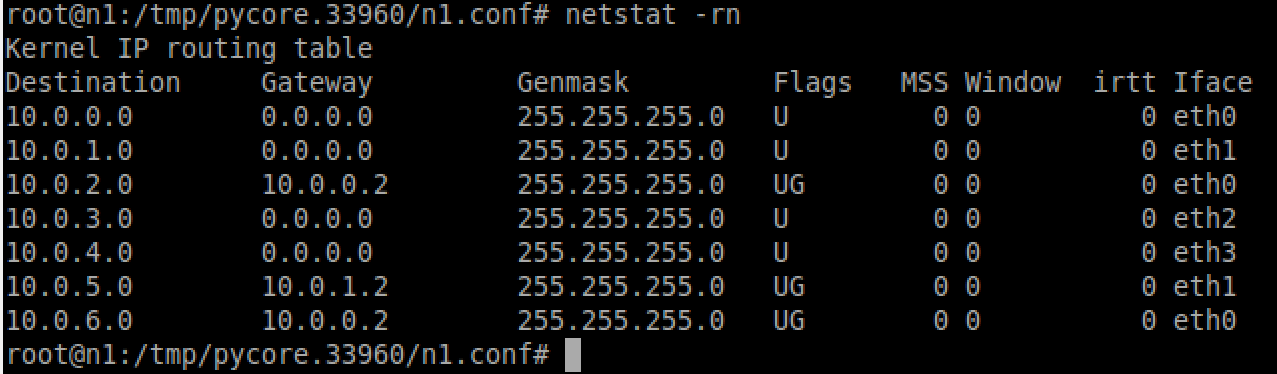 root@n1:/tmp/pycore.33960/n1.conf# netstat -rn
Kernel IP routing table
Destination     Gateway         Genmask         Flags   MSS Window  irtt Iface
10.0.0.0        0.0.0.0         255.255.255.0   U         0 0          0 eth0
10.0.1.0        0.0.0.0         255.255.255.0   U         0 0          0 eth1
10.0.2.0        10.0.0.2        255.255.255.0   UG        0 0          0 eth0
10.0.3.0        0.0.0.0         255.255.255.0   U         0 0          0 eth2
10.0.4.0        0.0.0.0         255.255.255.0   U         0 0          0 eth3
10.0.5.0        10.0.1.2        255.255.255.0   UG        0 0          0 eth1
10.0.6.0        10.0.0.2        255.255.255.0   UG        0 0          0 eth0
root@n1:/tmp/pycore.33960/n1.conf#